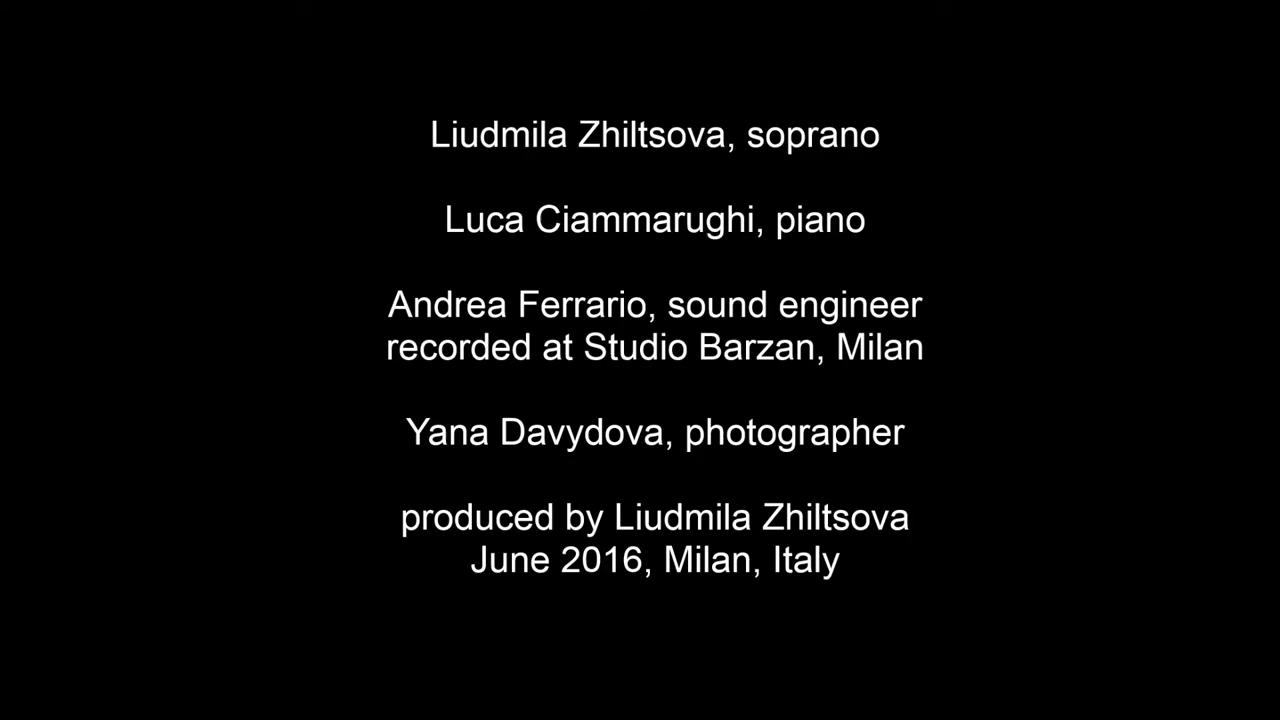 Liudmila Zhiltsova, soprano
Luca Ciammarughi, piano
Andrea Ferrario, sound engineer
recorded at Studio Barzan, Milan
Yana Davydova, photographer
produced by Liudmila Zhiltsova
June 2016, Milan, Italy